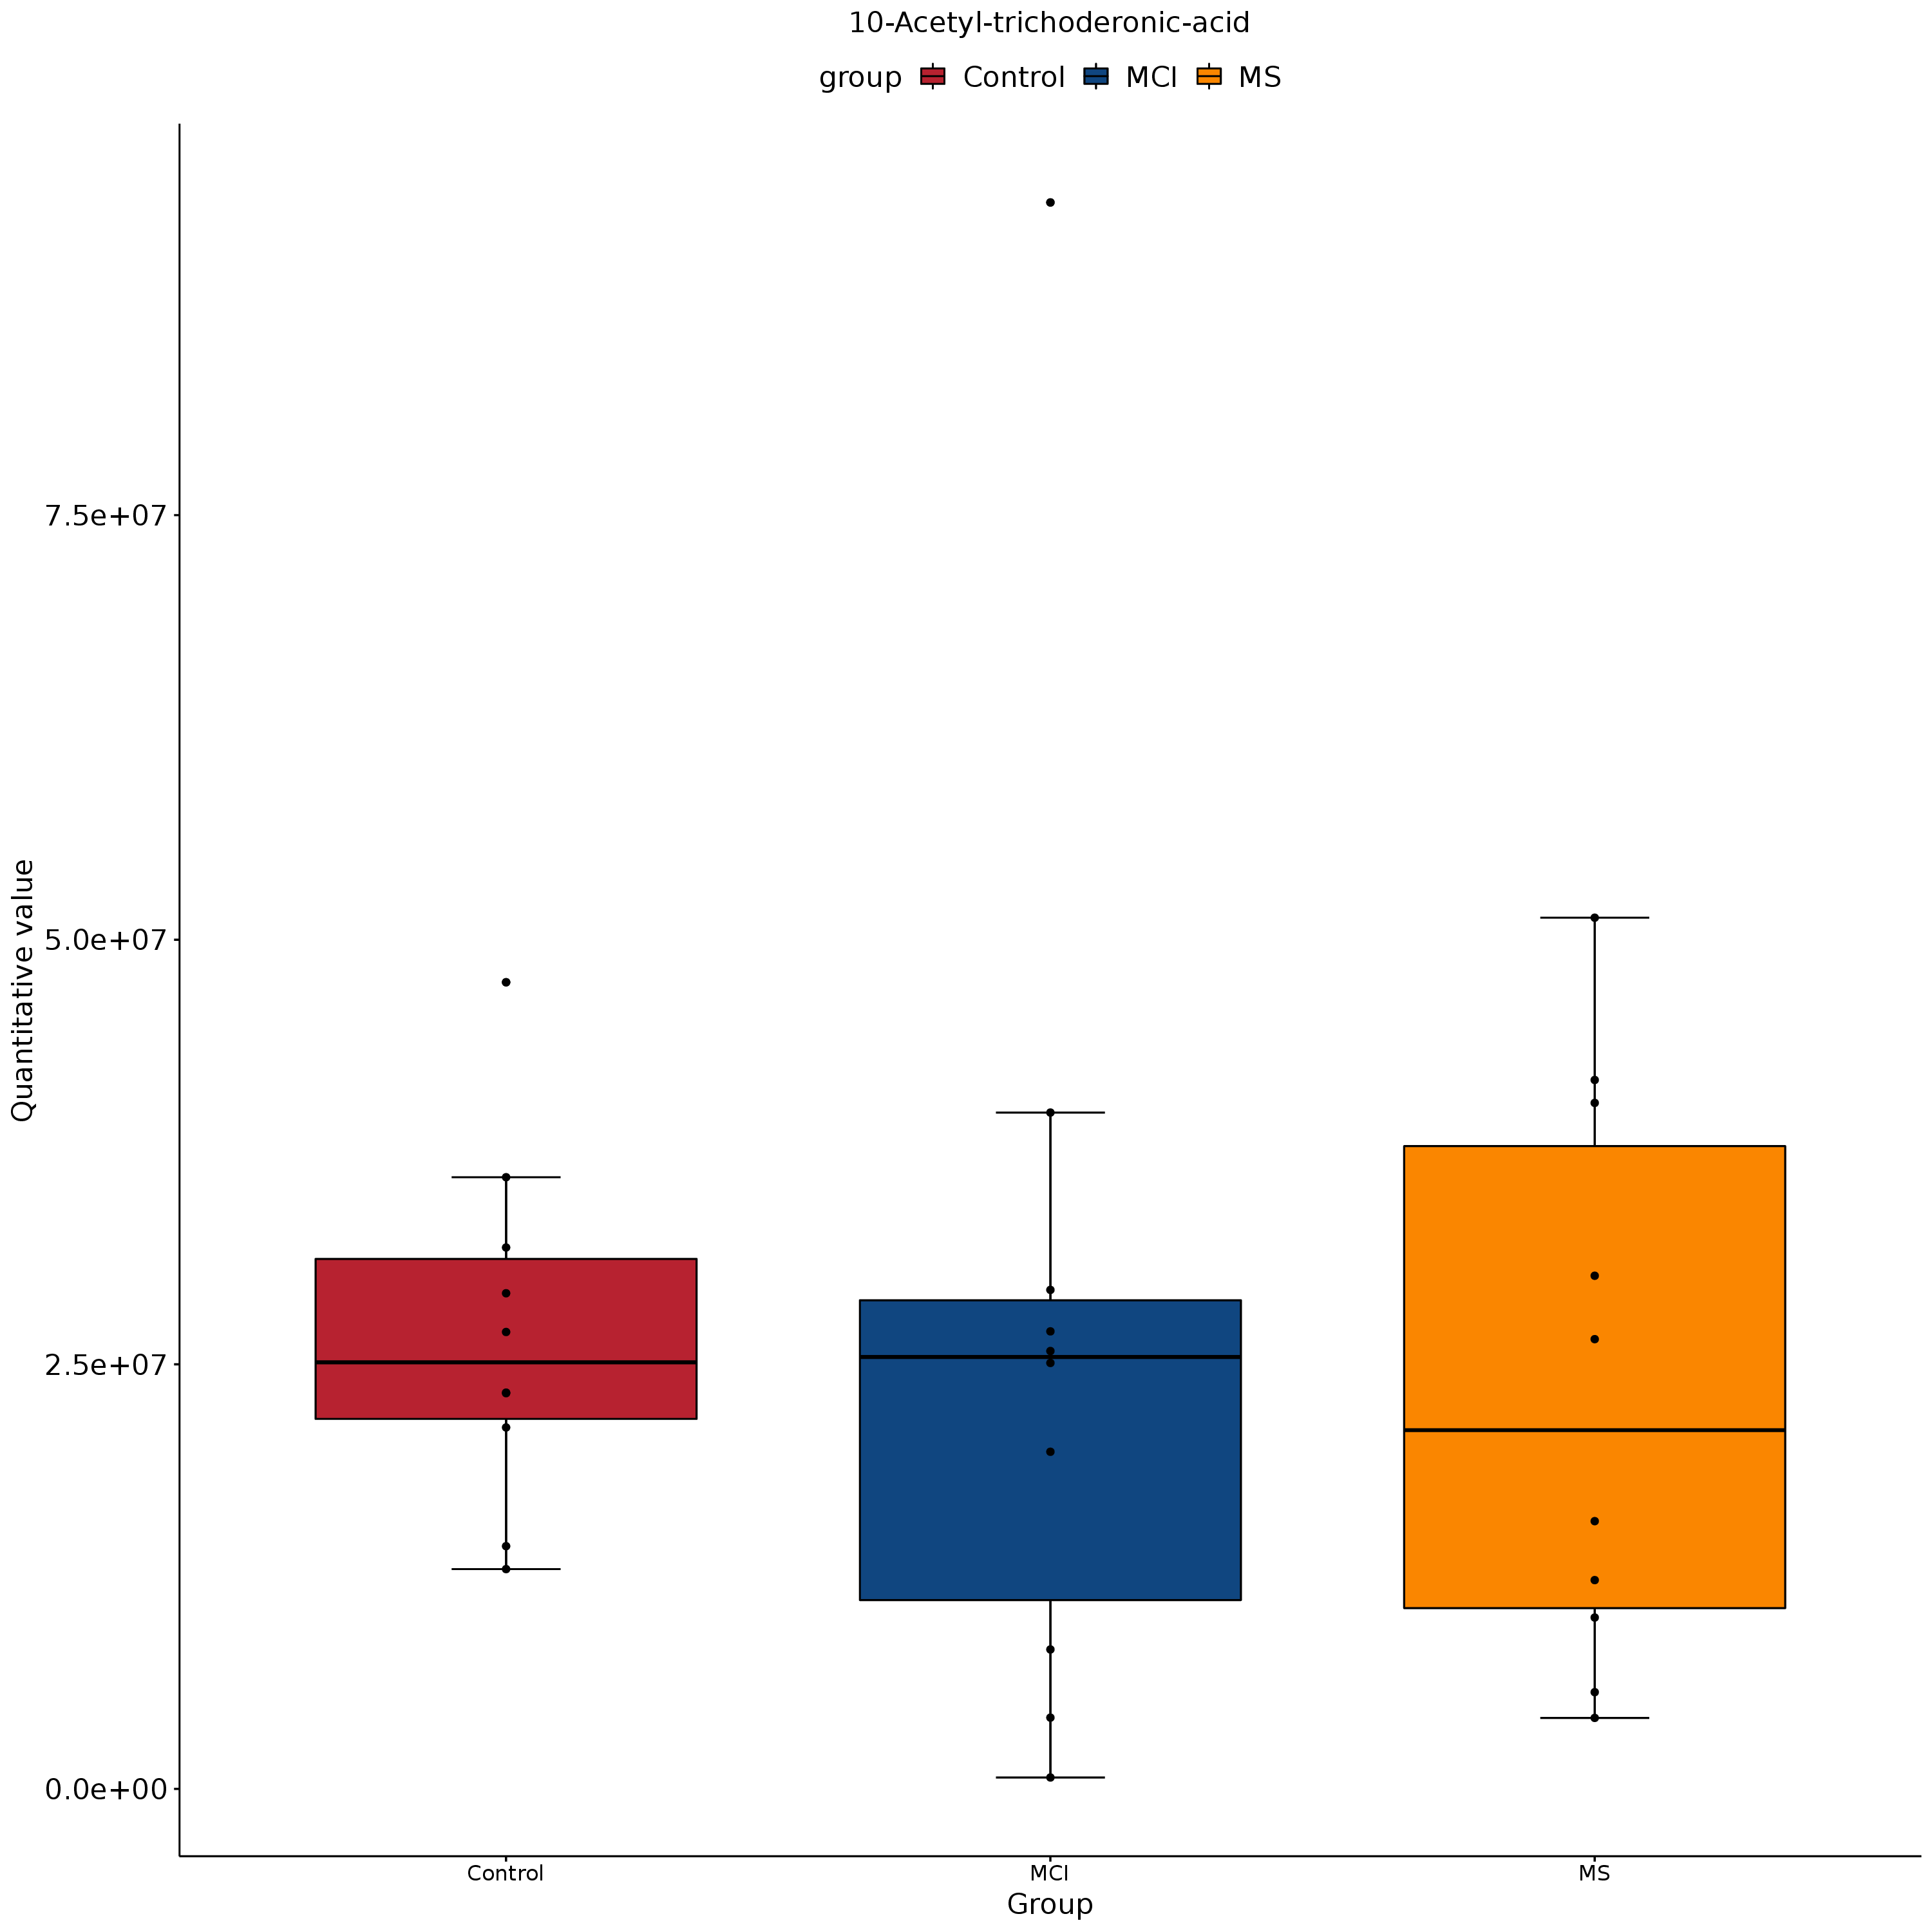 10-Acetyl-trichoderonic-acid
group Control MCI MS
Quantitative value
7.5e+07
5.0e+07
2.5e+07
0.0e+00
Control MCI MS
Group